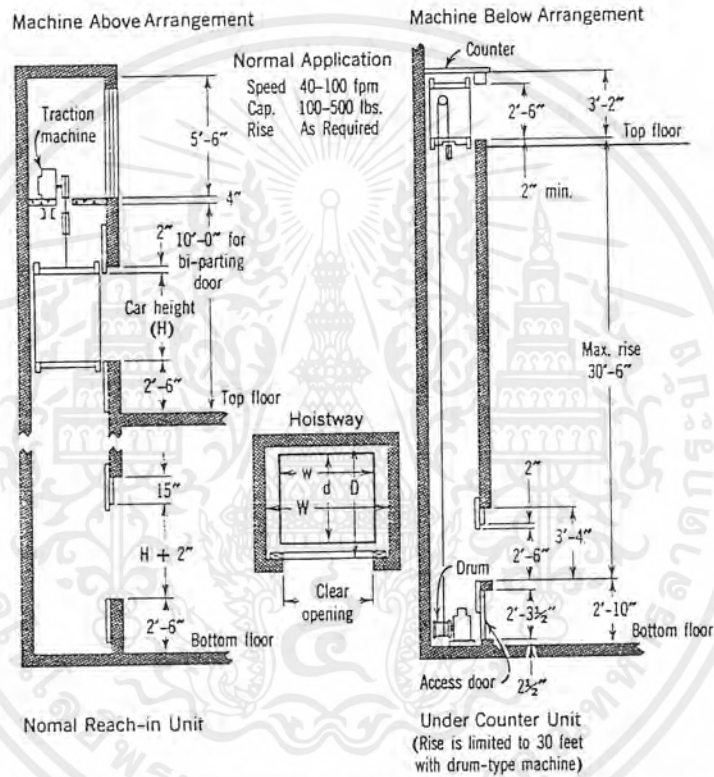 Machine Above Arrangement
Traction
machine
5'-6"
4"
2"
10'-0" for
bi-parting
door
Car height
(H)
2'-6"
Top floor
15"
H + 2"
2'-6"
Bottom floor
Nomal Reach-in Unit
Normal Application
Speed 40-100 fpm
Cap. 100-500 lbs.
Rise As Required
Hoistway
w
d
D
W
Clear
opening
Machine Below Arrangement
Counter
2'-6"
3'-2"
Top floor
2" min.
Max. rise
30'-6"
2"
3'-4"
2'-6"
Drum
2'-3½"
2'-10"
Bottom floor
Access door
2½"
Under Counter Unit
(Rise is limited to 30 feet
with drum-type machine)